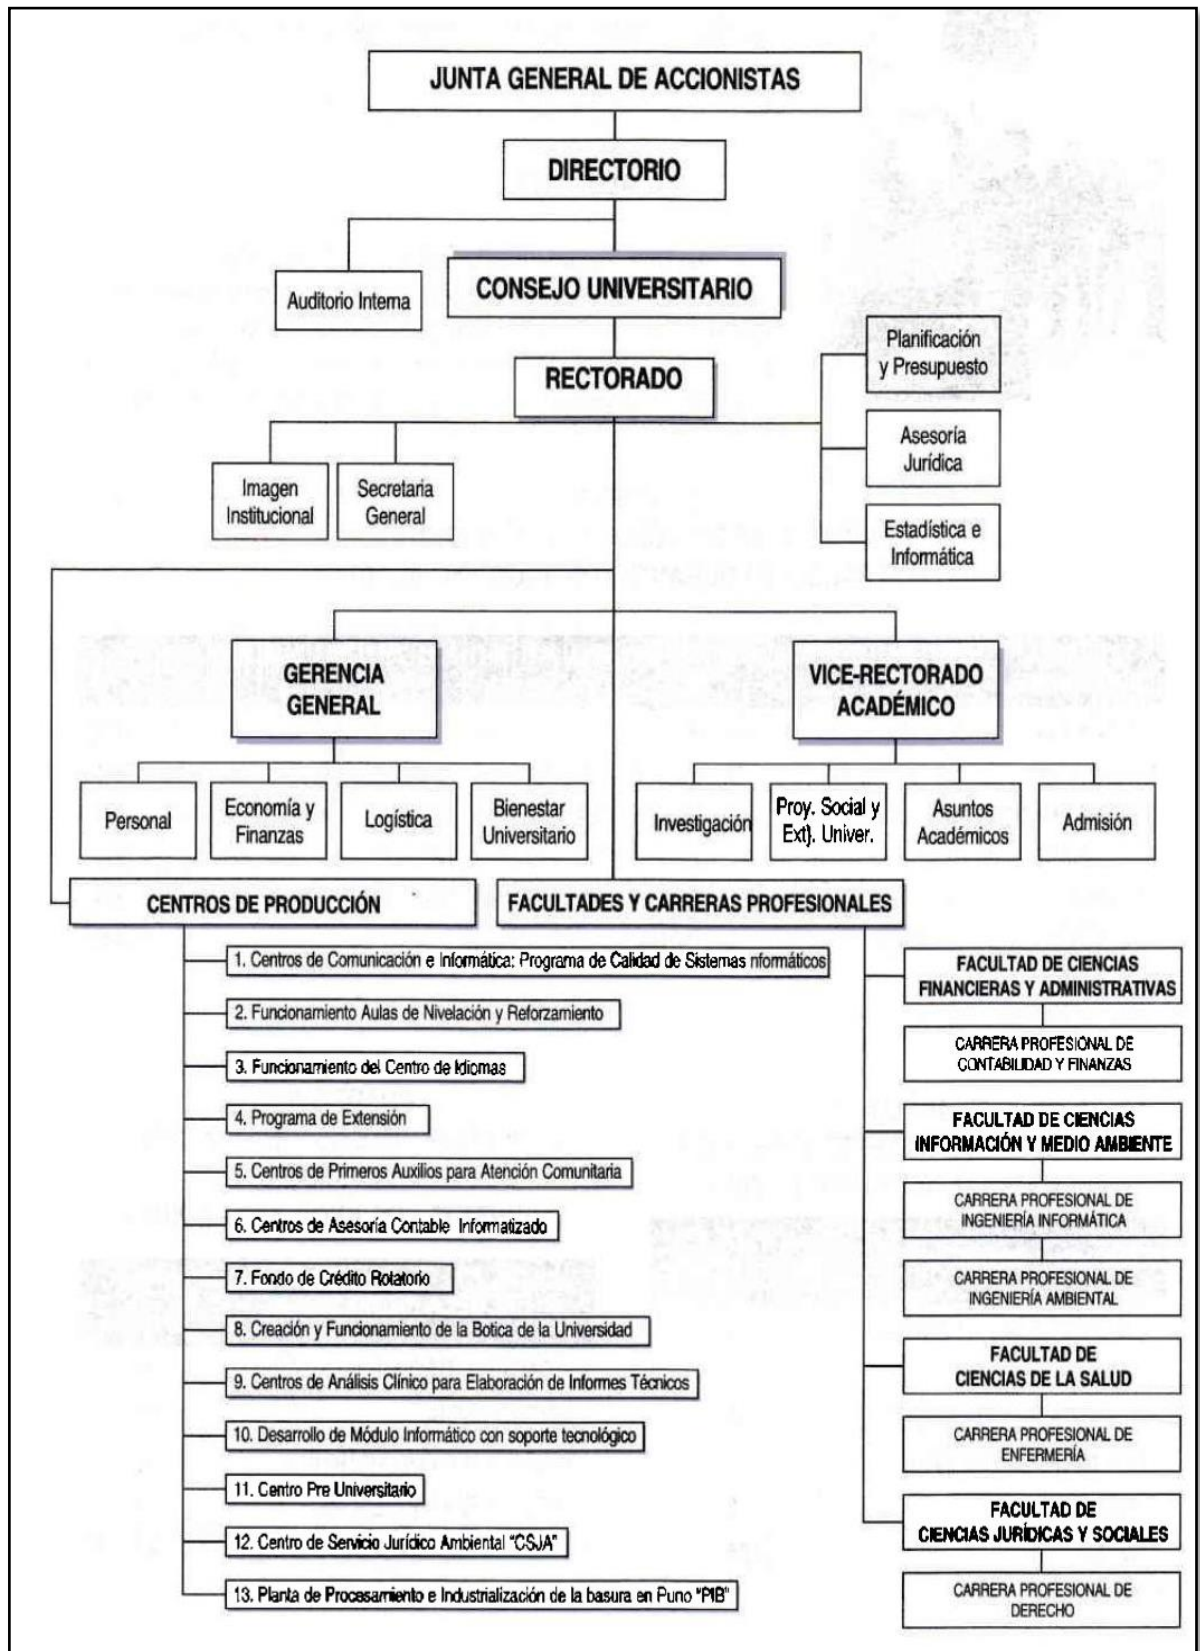 JUNTA GENERAL DE ACCIONISTAS
DIRECTORIO
Auditorio Interna
CONSEJO UNIVERSITARIO
RECTORADO
Planificación
y Presupuesto
Asesoría
Jurídica
Estadística e
Informática
Imagen
Institucional
Secretaria
General
GERENCIA
GENERAL
VICE-RECTORADO
ACADÉMICO
Personal
Economía y
Finanzas
Logística
Bienestar
Universitario
Investigación
Proy. Social y
Ext}. Univer.
Asuntos
Académicos
Admisión
CENTROS DE PRODUCCIÓN
1. Centros de Comunicación e Informática: Programa de Calidad de Sistemas nformáticos
2. Funcionamiento Aulas de Nivelación y Reforzamiento
3. Funcionamiento del Centro de Idiomas
4. Programa de Extensión
5. Centros de Primeros Auxilios para Atención Comunitaria
6. Centros de Asesoría Contable Informatizado
7. Fondo de Crédito Rotatorio
8. Creación y Funcionamiento de la Botica de la Universidad
9. Centros de Análisis Clínico para Elaboración de Informes Técnicos
10. Desarrollo de Módulo Informático con soporte tecnológico
11. Centro Pre Universitario
12. Centro de Servicio Jurídico Ambiental "CSJA"
13. Planta de Procesamiento e Industrialización de la basura en Puno "PIB"
FACULTADES Y CARRERAS PROFESIONALES
FACULTAD DE CIENCIAS
FINANCIERAS Y ADMINISTRATIVAS
CARRERA PROFESIONAL DE
CONTABILIDAD Y FINANZAS
FACULTAD DE CIENCIAS
INFORMACIÓN Y MEDIO AMBIENTE
CARRERA PROFESIONAL DE
INGENIERÍA INFORMÁTICA
CARRERA PROFESIONAL DE
INGENIERÍA AMBIENTAL
FACULTAD DE
CIENCIAS DE LA SALUD
CARRERA PROFESIONAL DE
ENFERMERÍA
FACULTAD DE
CIENCIAS JURÍDICAS Y SOCIALES
CARRERA PROFESIONAL DE
DERECHO